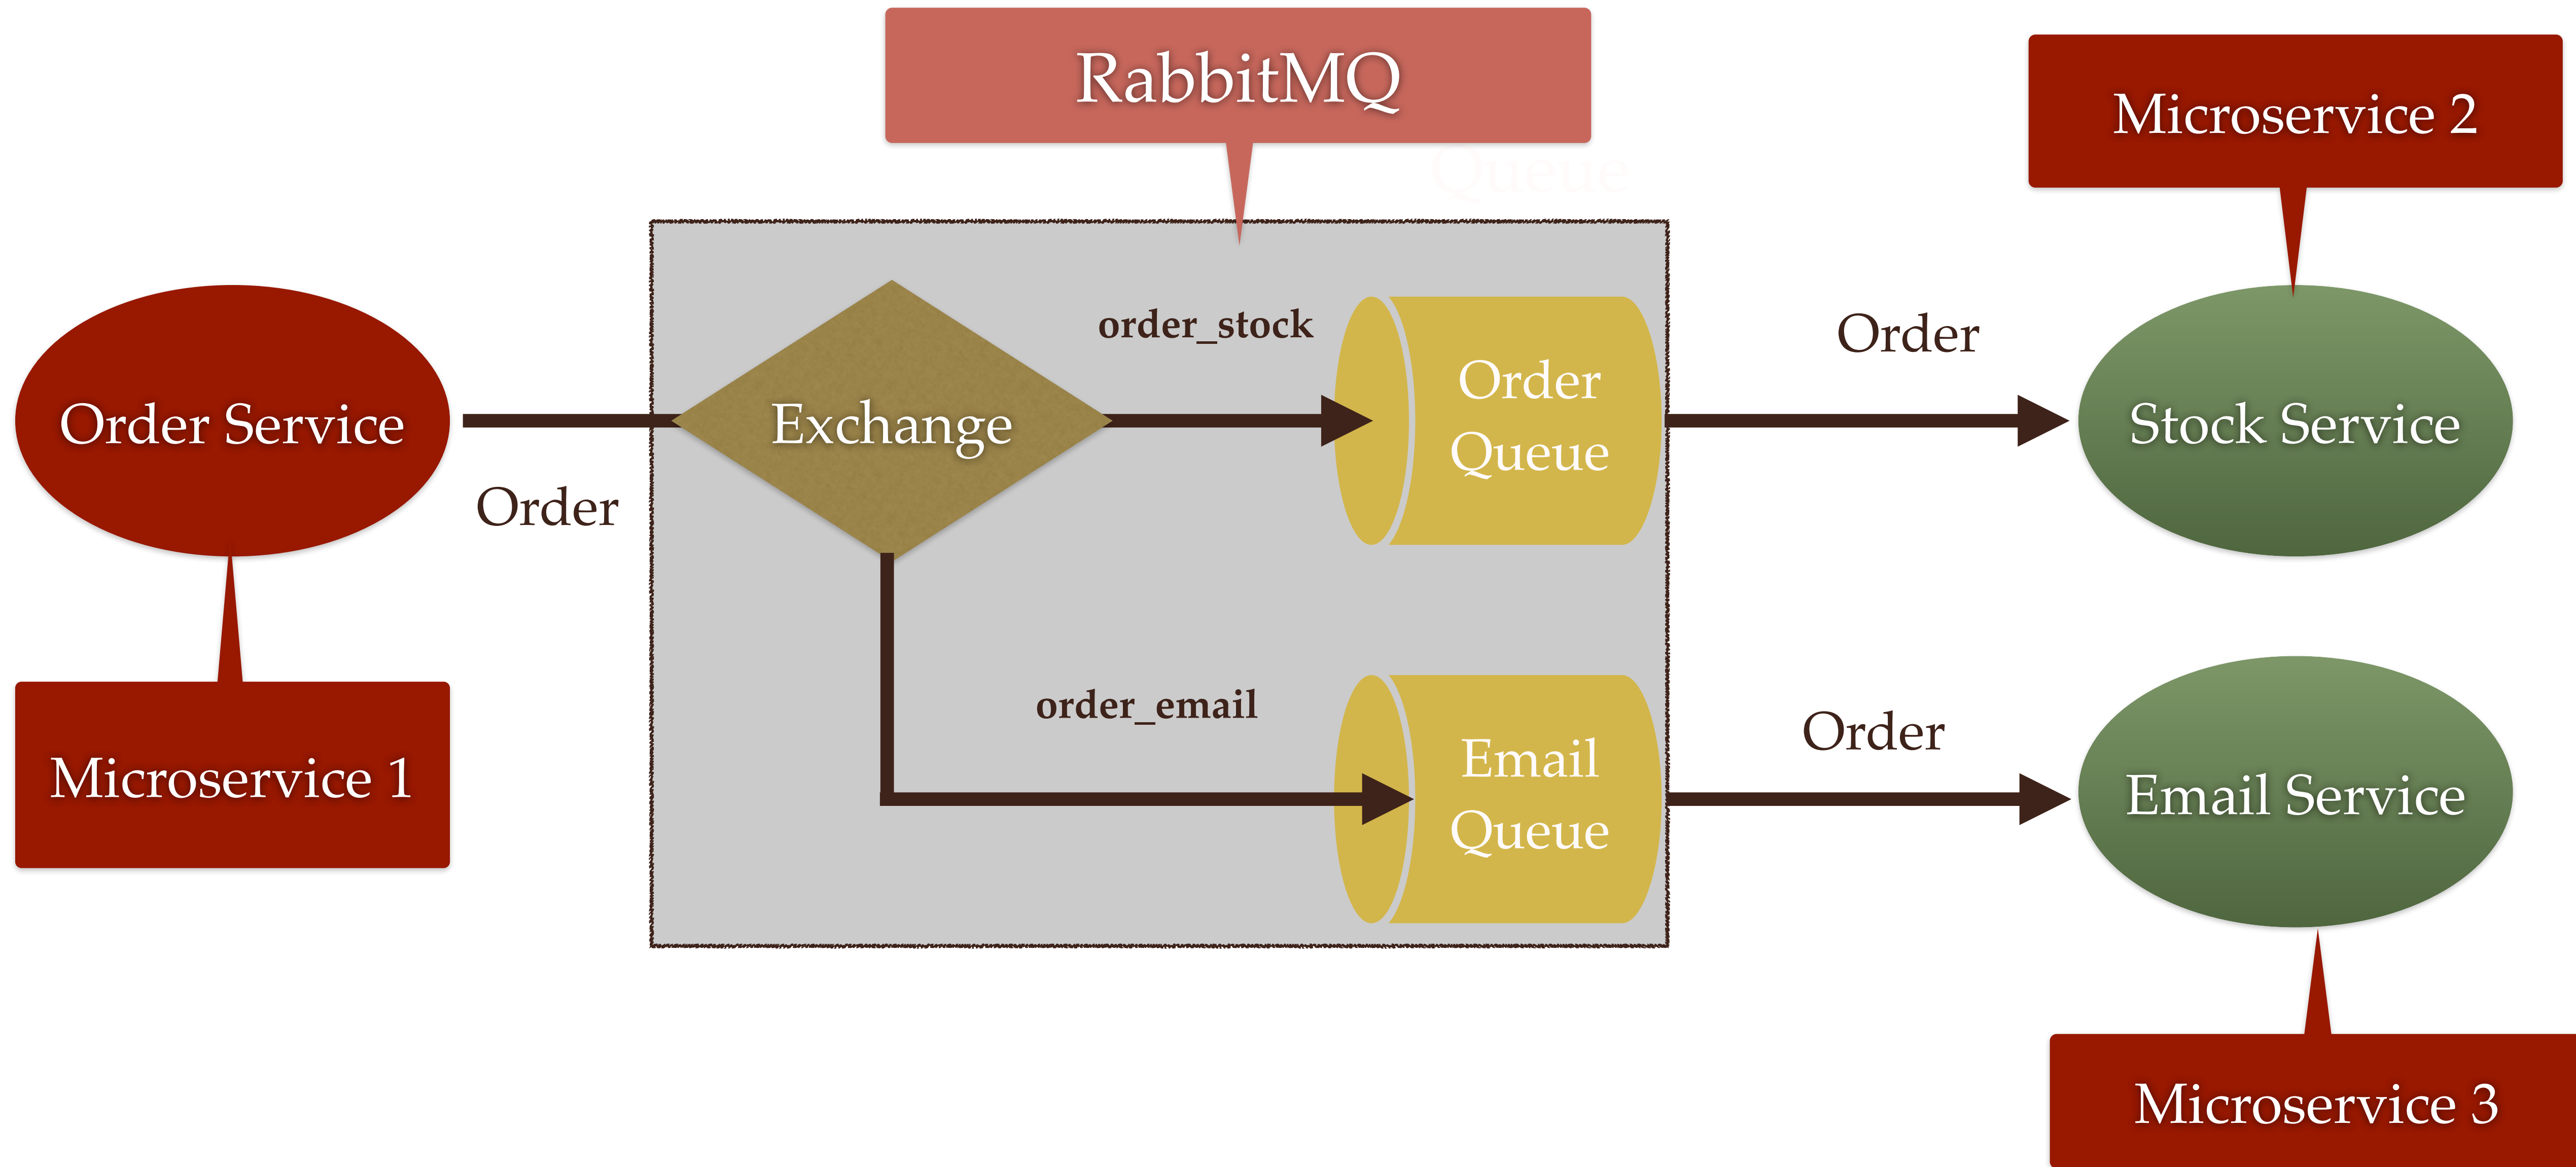 RabbitMQ
Queue
Microservice 2
order_stock
Order
Order
Queue
Order Service
Exchange
Stock Service
Order
order_email
Order
Email
Queue
Microservice 1
Email Service
Microservice 3